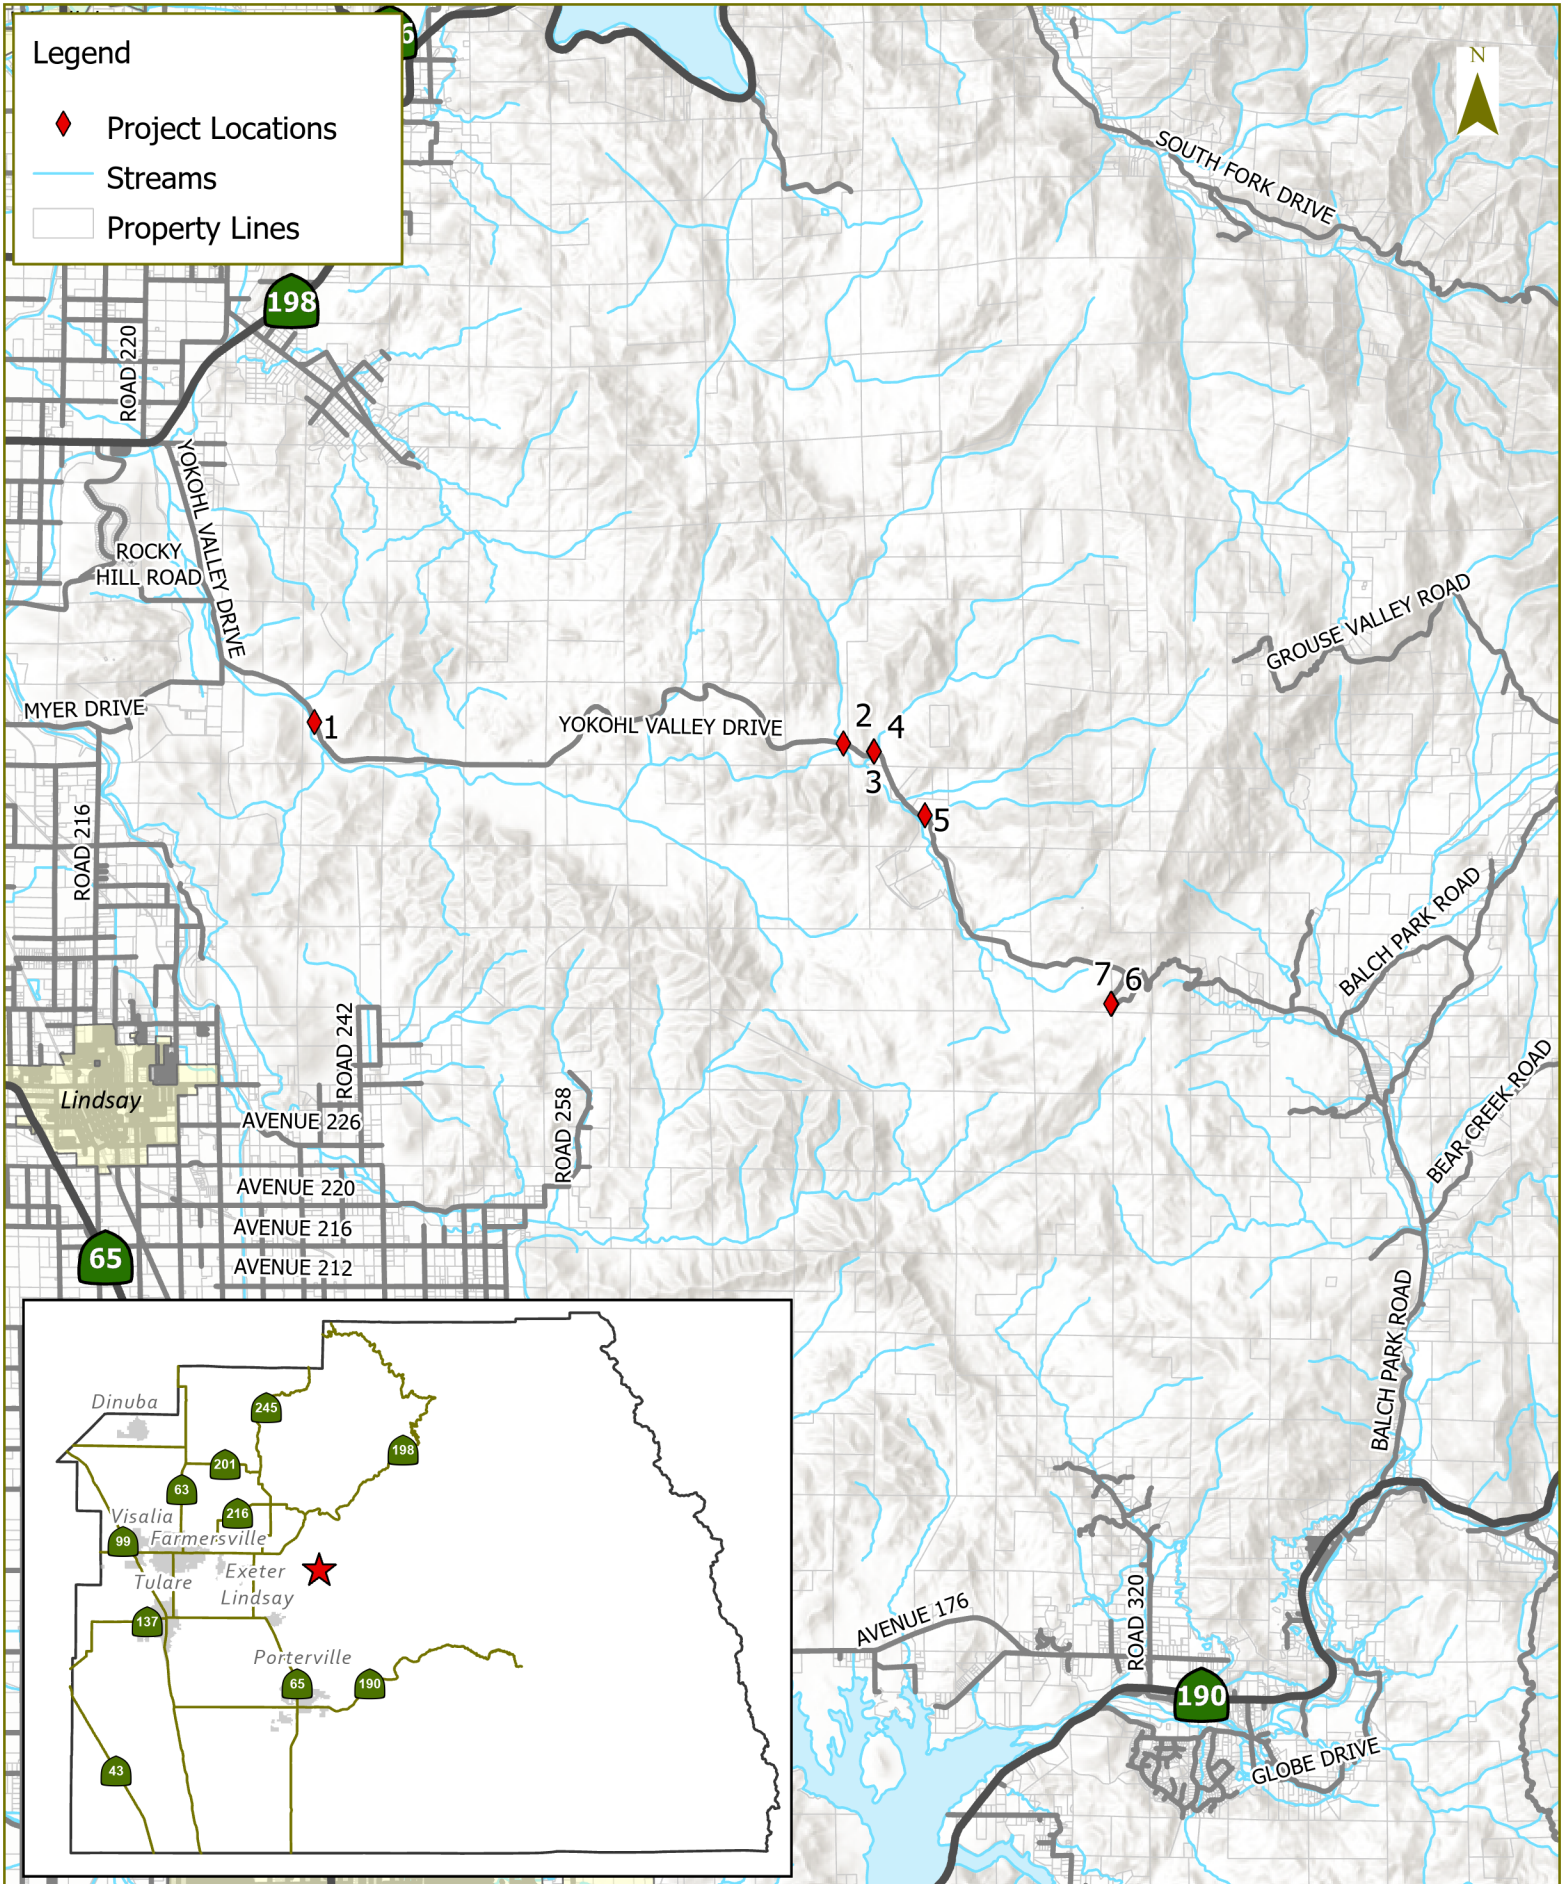 Legend
Project Locations
Streams
Property Lines
6
N
SOUTH FORK DRIVE
198
ROAD 220
YOKOHL VALLEY DRIVE
ROCKY
HILL ROAD
GROUSE VALLEY ROAD
MYER DRIVE
1
YOKOHL VALLEY DRIVE
2
4
3
5
ROAD 216
BALCH PARK ROAD
7
6
ROAD 242
Lindsay
AVENUE 226
ROAD 258
BEAR CREEK ROAD
AVENUE 220
AVENUE 216
65
AVENUE 212
BALCH PARK ROAD
Dinuba
245
198
201
63
216
Visalia
99
Farmersville
Exeter
Tulare
Lindsay
137
Porterville
65
190
43
AVENUE 176
ROAD 320
190
GLOBE DRIVE